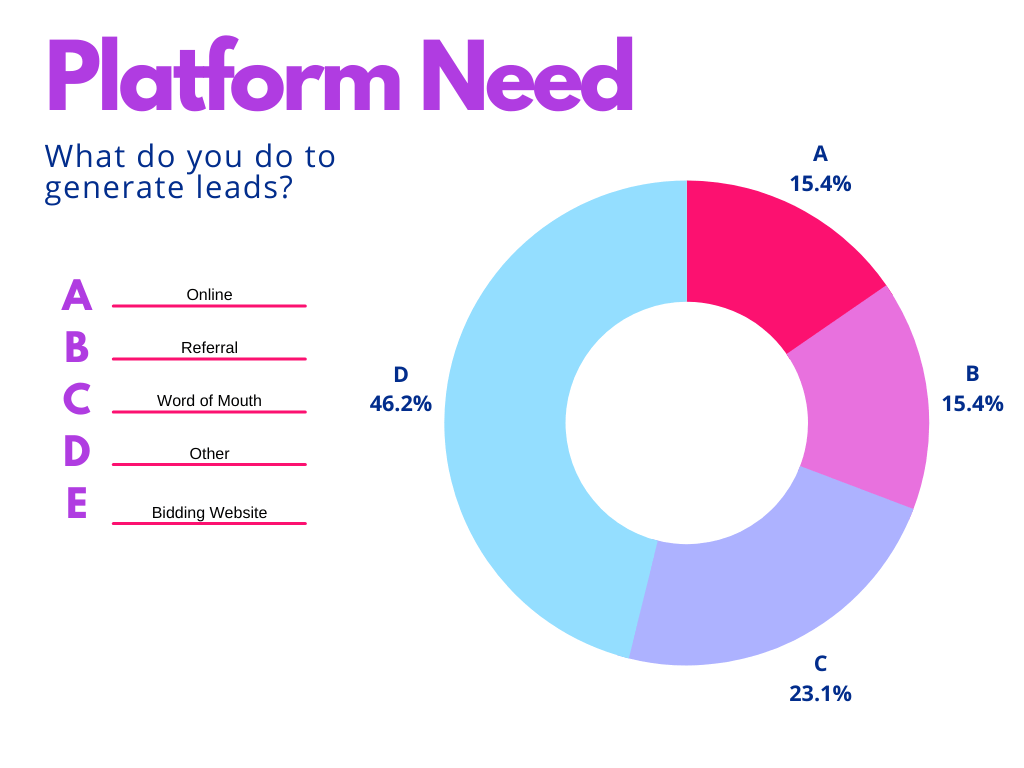 Platform Need
What do you do to
generate leads?
A
Online
B
Referral
C
Word of Mouth
D
Other
E
Bidding Website
A
15.4%
B
15.4%
C
23.1%
D
46.2%